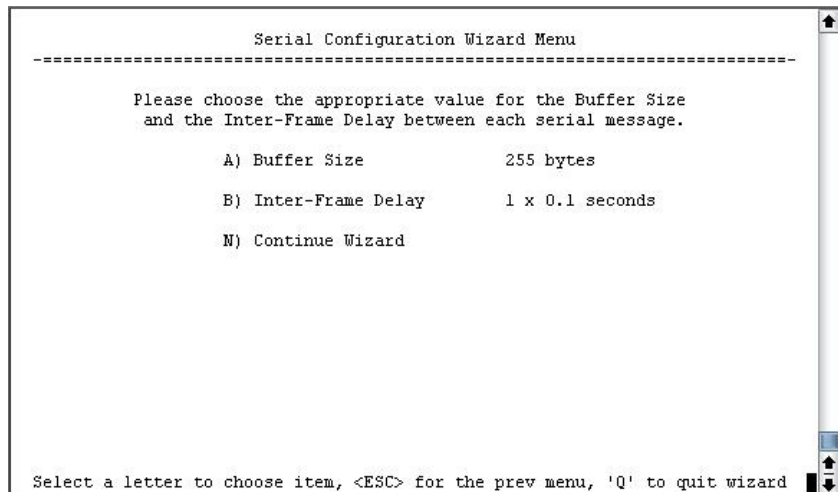 Serial Configuration Wizard Menu
-==========================================================================-
Please choose the appropriate value for the Buffer Size
and the Inter-Frame Delay between each serial message.
A) Buffer Size 255 bytes
B) Inter-Frame Delay 1 x 0.1 seconds
N) Continue Wizard
Select a letter to choose item, <ESC> for the prev menu, 'Q' to quit wizard